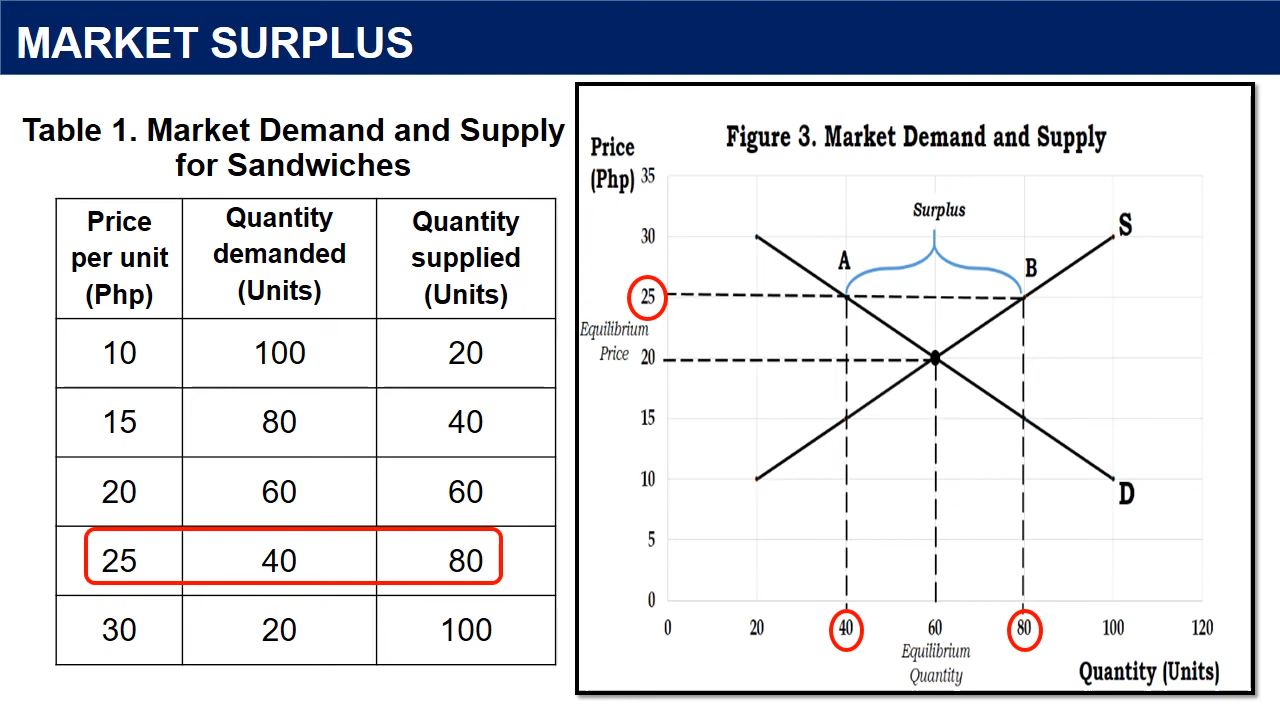 MARKET SURPLUS
Table 1. Market Demand and Supply
for Sandwiches
Price
per unit
(Php)
Quantity
demanded
(Units)
Quantity
supplied
(Units)
10 100 20
15 80 40
20 60 60
25 40 80
30 20 100
Figure 3. Market Demand and Supply
Price
(Php)
35
Surplus
30
S
A
B
25
Equilibrium
Price
20
15
10
D
5
0
0 20 40 60 80 100 120
Equilibrium
Quantity
Quantity (Units)